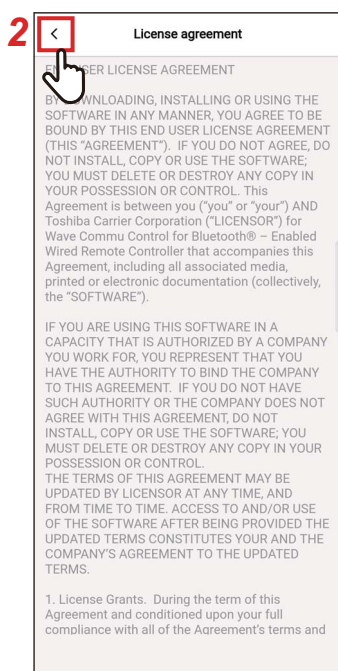 2
< License agreement
END USER LICENSE AGREEMENT
BY DOWNLOADING, INSTALLING OR USING THE
SOFTWARE IN ANY MANNER, YOU AGREE TO BE
BOUND BY THIS END USER LICENSE AGREEMENT
(THIS “AGREEMENT”). IF YOU DO NOT AGREE, DO
NOT INSTALL, COPY OR USE THE SOFTWARE;
YOU MUST DELETE OR DESTROY ANY COPY IN
YOUR POSSESSION OR CONTROL. This
Agreement is between you ("you" or "your") AND
Toshiba Carrier Corporation ("LICENSOR") for
Wave Commu Control for Bluetooth® – Enabled
Wired Remote Controller that accompanies this
Agreement, including all associated media,
printed or electronic documentation (collectively,
the “SOFTWARE”).
IF YOU ARE USING THIS SOFTWARE IN A
CAPACITY THAT IS AUTHORIZED BY A COMPANY
YOU WORK FOR, YOU REPRESENT THAT YOU
HAVE THE AUTHORITY TO BIND THE COMPANY
TO THIS AGREEMENT. IF YOU DO NOT HAVE
SUCH AUTHORITY OR THE COMPANY DOES NOT
AGREE WITH THIS AGREEMENT, DO NOT
INSTALL, COPY OR USE THE SOFTWARE; YOU
MUST DELETE OR DESTROY ANY COPY IN YOUR
POSSESSION OR CONTROL.
THE TERMS OF THIS AGREEMENT MAY BE
UPDATED BY LICENSOR AT ANY TIME, AND
FROM TIME TO TIME. ACCESS TO AND/OR USE
OF THE SOFTWARE AFTER BEING PROVIDED THE
UPDATED TERMS CONSTITUTES YOUR AND THE
COMPANY’S AGREEMENT TO THE UPDATED
TERMS.
1. License Grants. During the term of this
Agreement and conditioned upon your full
compliance with all of the Agreement’s terms and